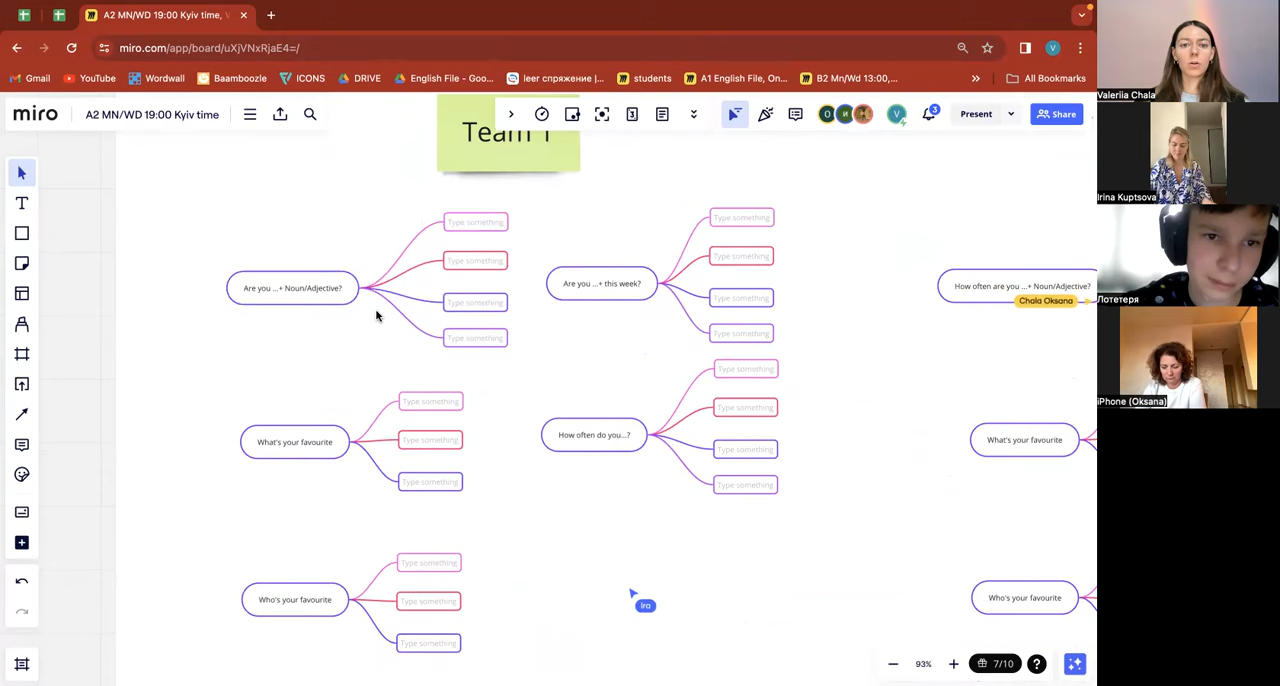 A2 MN/WD 19:00 Kyiv time,
miro.com/app/board/uXjVNxRjaE4=/
V
Gmail
YouTube
Wordwall
Baamboozle
ICONS
DRIVE
English File - Goo...
leer спряжение |...
students
A1 English File, On...
B2 Mn/Wd 13:00,...
»
All Bookmarks
miro
A2 MN/WD 19:00 Kyiv time
3
O
И
V
3
Present
Share
Team 1
Are you ...+ Noun/Adjective?
Type something
Type something
Type something
Type something
Are you ...+ this week?
Type something
Type something
Type something
Type something
How often are you ...+ Noun/Adjective?
Chala Oksana
What's your favourite
Type something
Type something
Type something
How often do you...?
Type something
Type something
Type something
Type something
What's your favourite
Who's your favourite
Type something
Type something
Type something
Ira
Who's your favourite
93%
7/10
?
Valeriia Chala
Irina Kuptsova
Лотетеря
iPhone (Oksana)